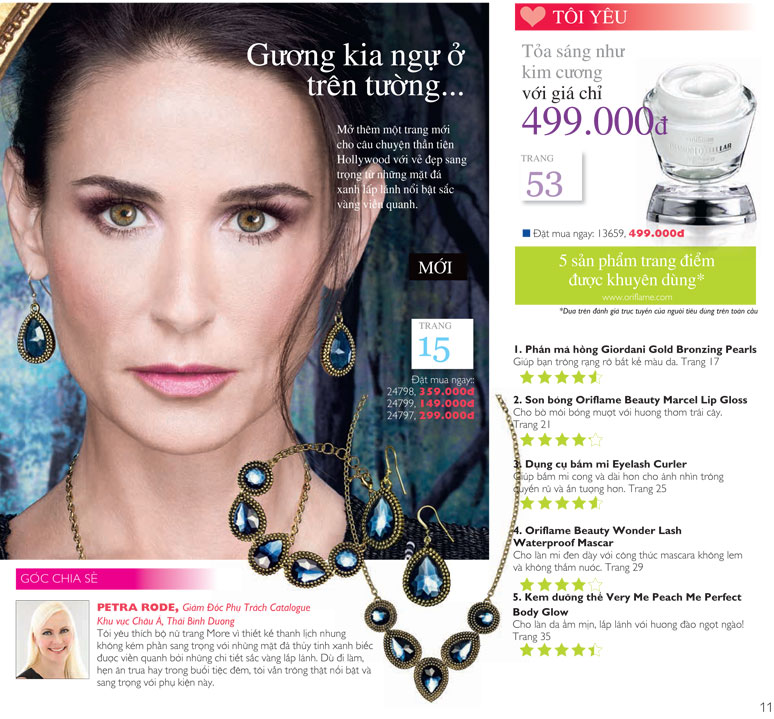 Gương kia ngự ở
trên tường...
Mở thêm một trang mới
cho câu chuyện thần tiên
Hollywood với vẻ đẹp sang
trọng từ những mặt đá
xanh lấp lánh nổi bật sắc
vàng viền quanh.
MỚI
TRANG
15
Đặt mua ngay::
24798, 359.000đ
24799, 149.000đ
24797, 299.000đ
GÓC CHIA SẺ
PETRA RODE, Giám Đốc Phụ Trách Catalogue
Khu vực Châu Á, Thái Bình Dương
Tôi yêu thích bộ nữ trang More vì thiết kế thanh lịch nhưng
không kém phần sang trọng với những mặt đá thủy tinh xanh biếc
được viền quanh bởi những chi tiết sắc vàng lấp lánh. Dù đi làm,
hẹn ăn trưa hay trong buổi tiệc đêm, tôi vẫn trông thật nổi bật và
sang trọng với phụ kiện này.
TÔI YÊU
Tỏa sáng như
kim cương
với giá chỉ
499.000đ
TRANG
53
Đặt mua ngay: 13659, 499.000đ
5 sản phẩm trang điểm
được khuyên dùng*
www.oriflame.com
*Dựa trên đánh giá trực tuyến của người tiêu dùng trên toàn cầu
1. Phấn má hồng Giordani Gold Bronzing Pearls
Giúp bạn trông rạng rỡ bất kể màu da. Trang 17
2. Son bóng Oriflame Beauty Marcel Lip Gloss
Cho bờ môi bóng mượt với hương thơm trái cây.
Trang 21
3. Dụng cụ bấm mi Eyelash Curler
Giúp bấm mi cong và dài hơn cho ánh nhìn trông
quyến rũ và ấn tượng hơn. Trang 25
4. Oriflame Beauty Wonder Lash
Waterproof Mascar
Cho làn mi đen dày với công thức mascara không lem
và không thấm nước. Trang 29
5. Kem dưỡng thể Very Me Peach Me Perfect
Body Glow
Cho làn da ẩm mịn, lấp lánh với hương đào ngọt ngào!
Trang 35
11